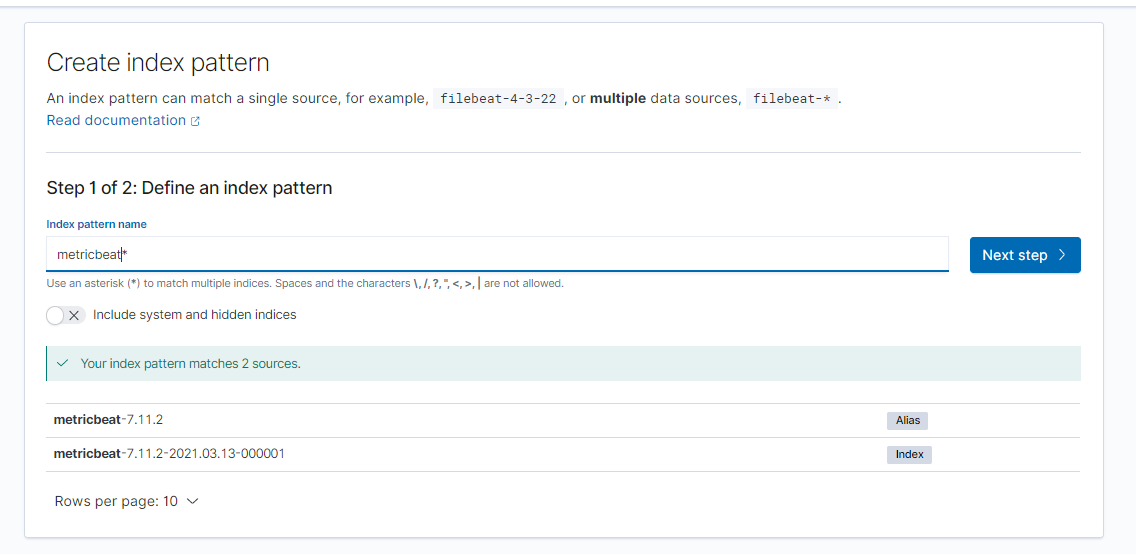 Create index pattern
An index pattern can match a single source, for example, filebeat-4-3-22 , or multiple data sources, filebeat-* .
Read documentation
Step 1 of 2: Define an index pattern
Index pattern name
metricbeat*
Next step
Use an asterisk (*) to match multiple indices. Spaces and the characters \, /, ?, ", <, >, | are not allowed.
Include system and hidden indices
Your index pattern matches 2 sources.
metricbeat-7.11.2 Alias
metricbeat-7.11.2-2021.03.13-000001 Index
Rows per page: 10